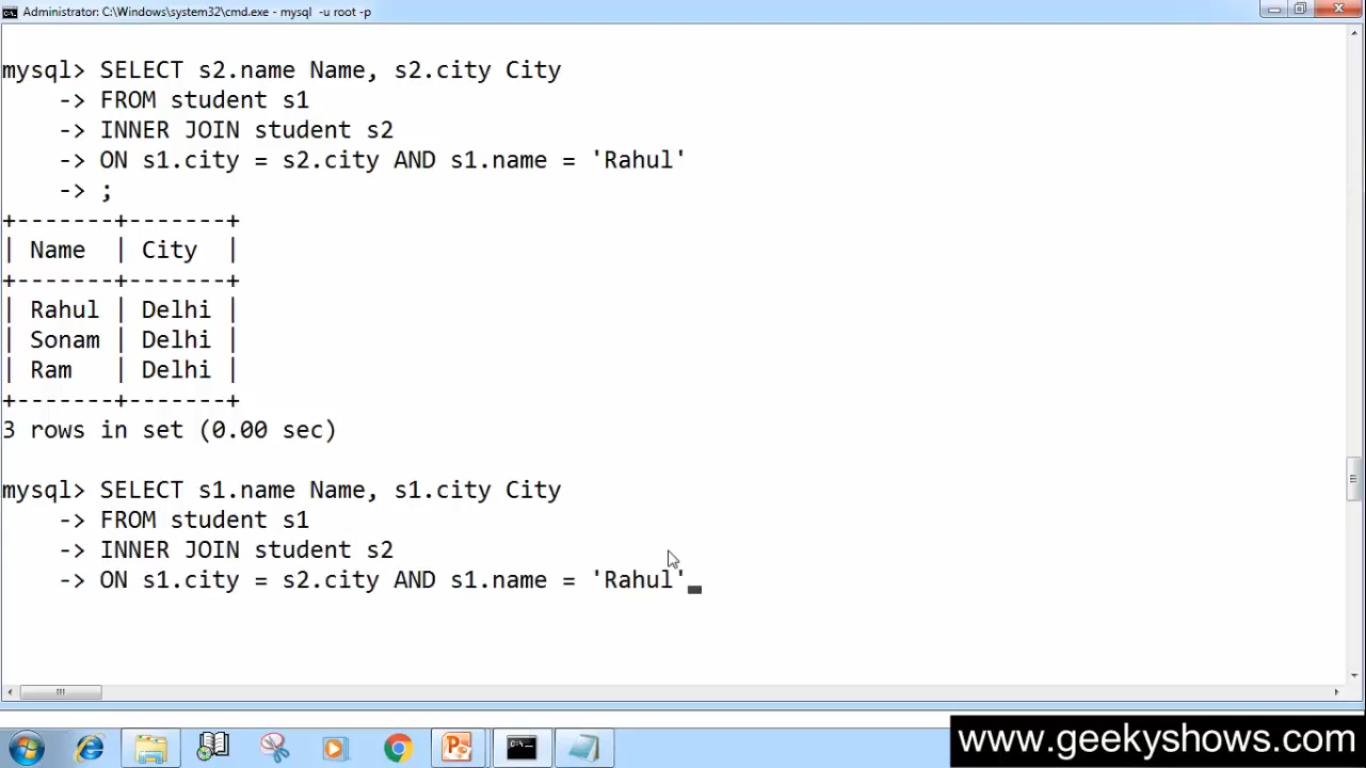 Administrator: C:\Windows\system32\cmd.exe - mysql  -u root -p
mysql> SELECT s2.name Name, s2.city City
    -> FROM student s1
    -> INNER JOIN student s2
    -> ON s1.city = s2.city AND s1.name = 'Rahul'
    -> ;
+-------+-------+
| Name  | City  |
+-------+-------+
| Rahul | Delhi |
| Sonam | Delhi |
| Ram   | Delhi |
+-------+-------+
3 rows in set (0.00 sec)
mysql> SELECT s1.name Name, s1.city City
    -> FROM student s1
    -> INNER JOIN student s2
    -> ON s1.city = s2.city AND s1.name = 'Rahul'
www.geekyshows.com